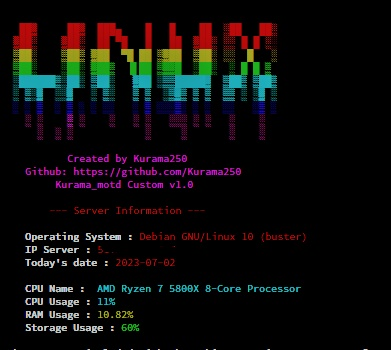 Created by Kurama250
Github: https://github.com/Kurama250
Kurama_motd Custom v1.0
--- Server Information ---
Operating System : Debian GNU/Linux 10 (buster)
IP Server : 5
Today's date : 2023-07-02
CPU Name : AMD Ryzen 7 5800X 8-Core Processor
CPU Usage : 11%
RAM Usage : 10.82%
Storage Usage : 60%